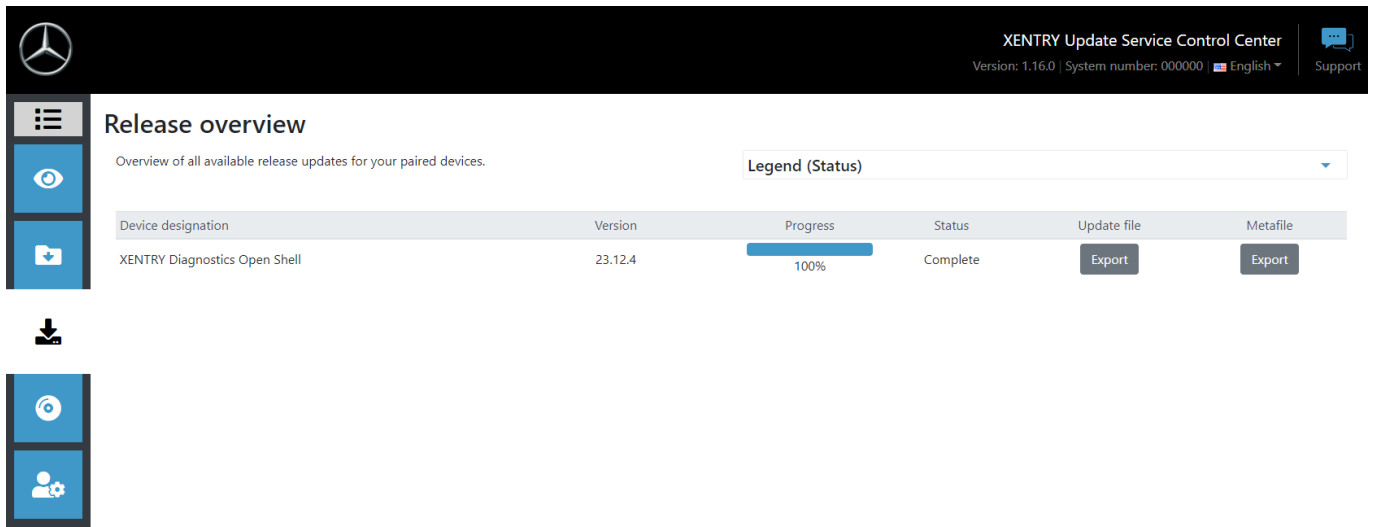 XENTRY Update Service Control Center
Version: 1.16.0 | System number: 000000 | English
Support
Release overview
Overview of all available release updates for your paired devices.
Legend (Status)
Device designation Version Progress Status Update file Metafile
XENTRY Diagnostics Open Shell 23.12.4 100% Complete Export Export